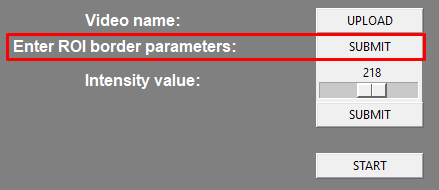 Video name: UPLOAD
Enter ROI border parameters: SUBMIT
218
Intensity value:
SUBMIT
START